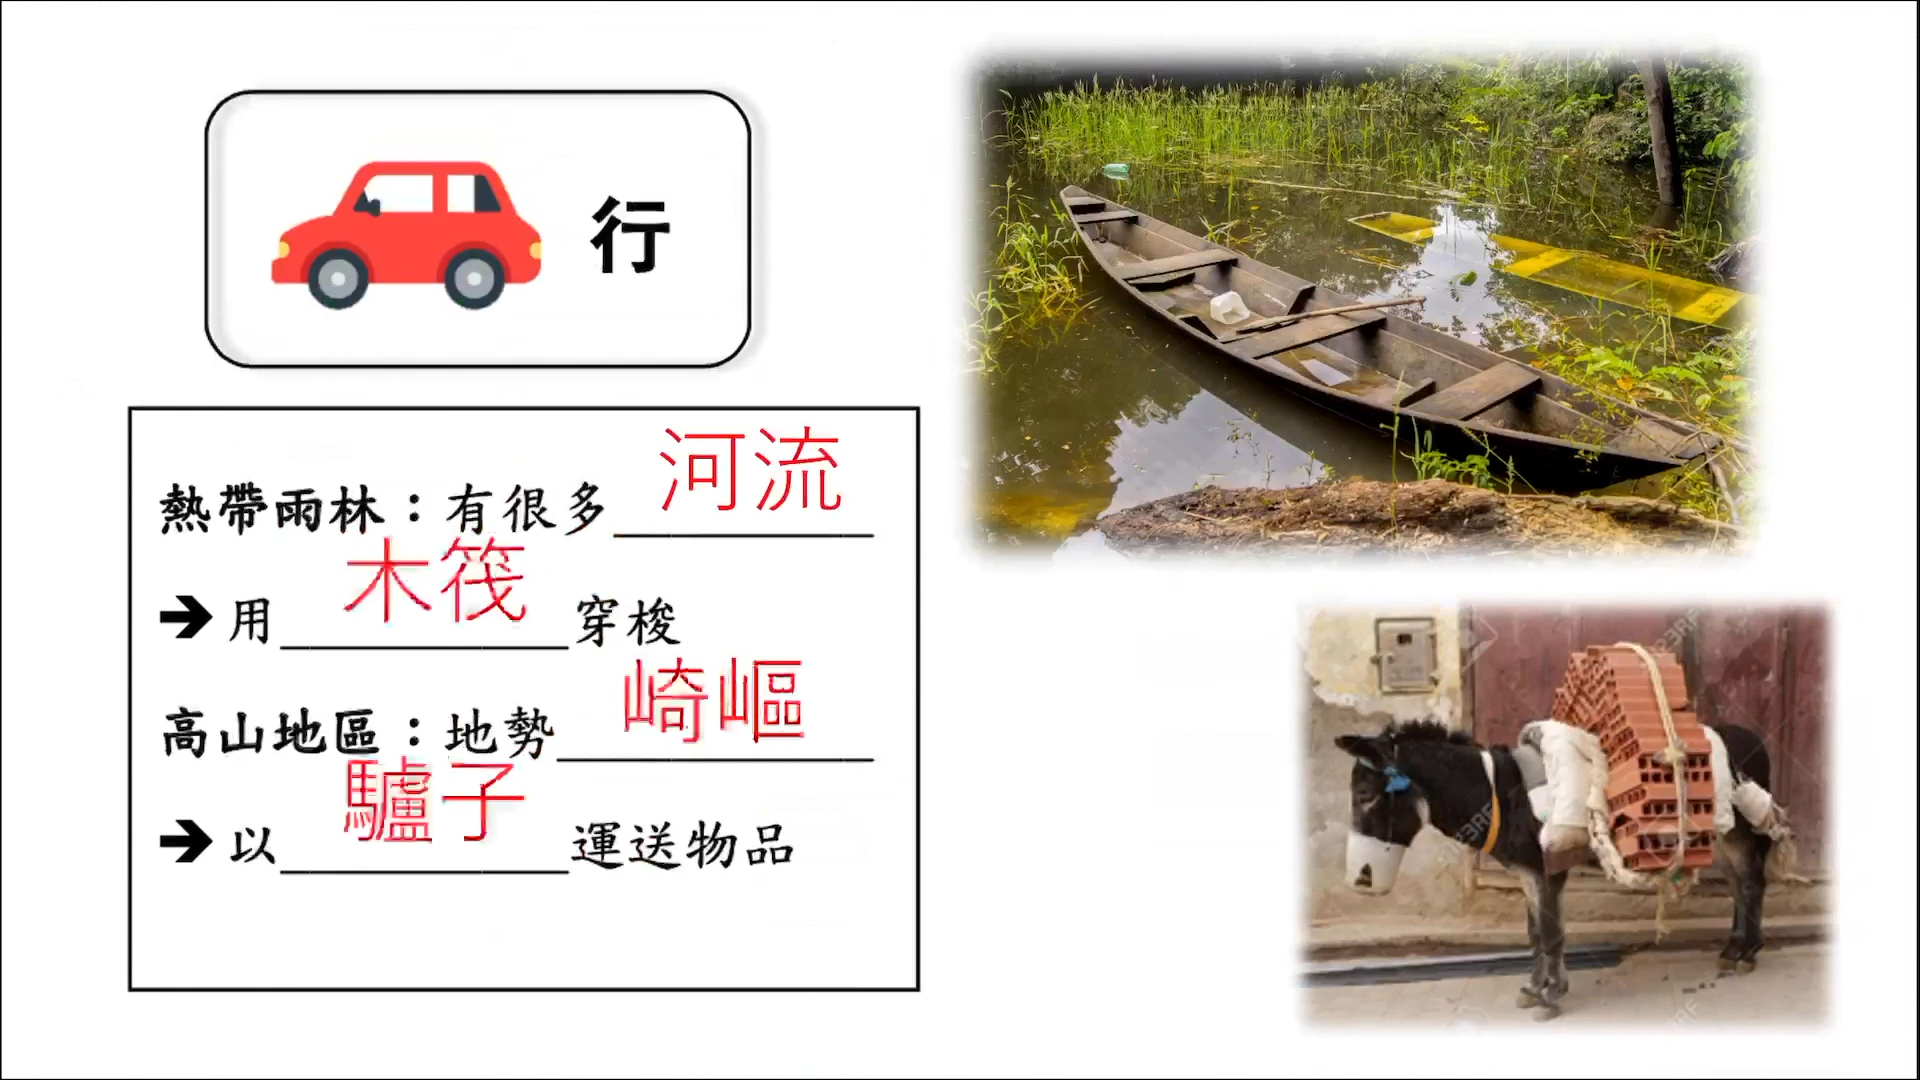 行
熱帶雨林：有很多河流
➔ 用木筏穿梭
高山地區：地勢崎嶇
➔ 以驢子運送物品
123RF